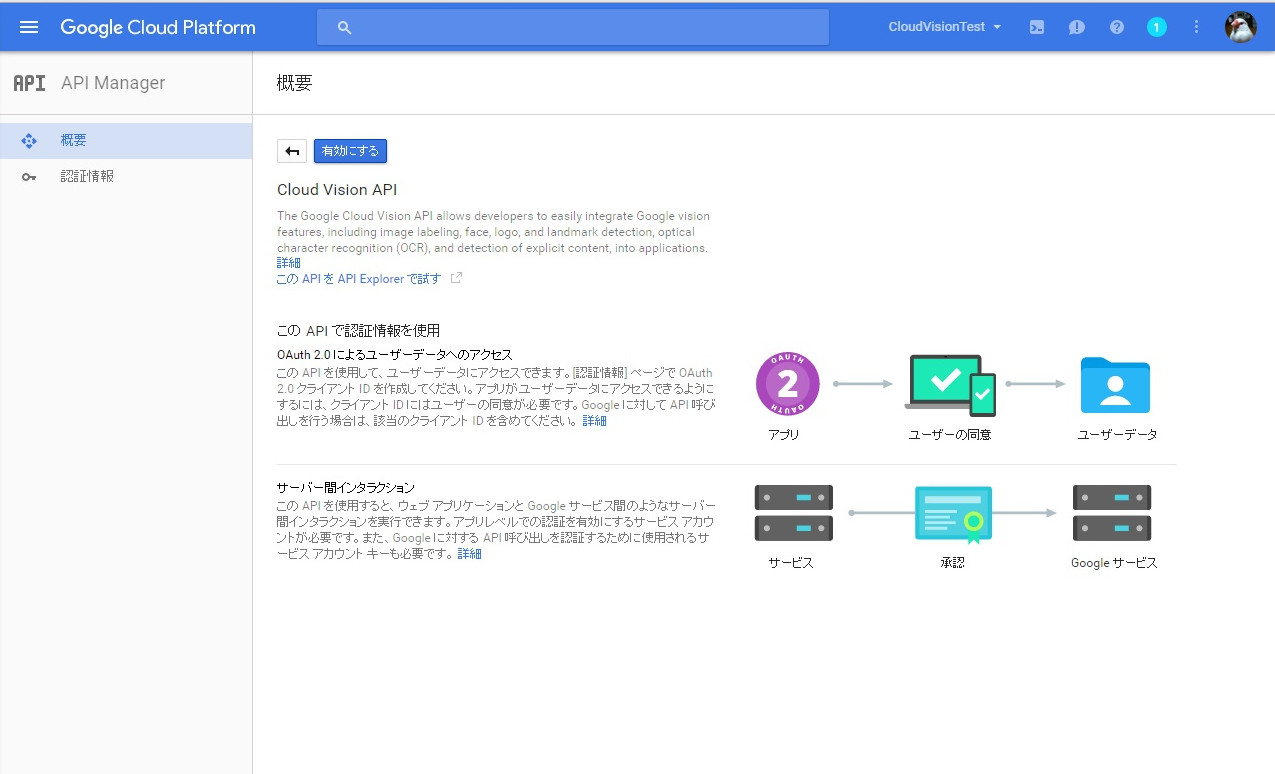 Google Cloud Platform
CloudVisionTest
1
API API Manager
概要
概要
認証情報
有効にする
Cloud Vision API
The Google Cloud Vision API allows developers to easily integrate Google vision
features, including image labeling, face, logo, and landmark detection, optical
character recognition (OCR), and detection of explicit content, into applications.
詳細
この API を API Explorer で試す
この API で認証情報を使用
OAuth 2.0 によるユーザーデータへのアクセス
この API を使用して、ユーザーデータにアクセスできます。[認証情報] ページで OAuth
2.0 クライアント ID を作成してください。アプリがユーザーデータにアクセスできるように
するには、クライアント ID にはユーザーの同意が必要です。Google に対して API 呼び
出しを行う場合は、該当のクライアント ID を含めてください。 詳細
OAUTH
2
OAUTH
アプリ
ユーザーの同意
ユーザーデータ
サーバー間インタラクション
この API を使用すると、ウェブ アプリケーションと Google サービス間のようなサーバー
間インタラクションを実行できます。アプリレベルでの認証を有効にするサービス アカウ
ントが必要です。また、Google に対する API 呼び出しを認証するために使用されるサ
ービス アカウント キーも必要です。 詳細
サービス
承認
Google サービス